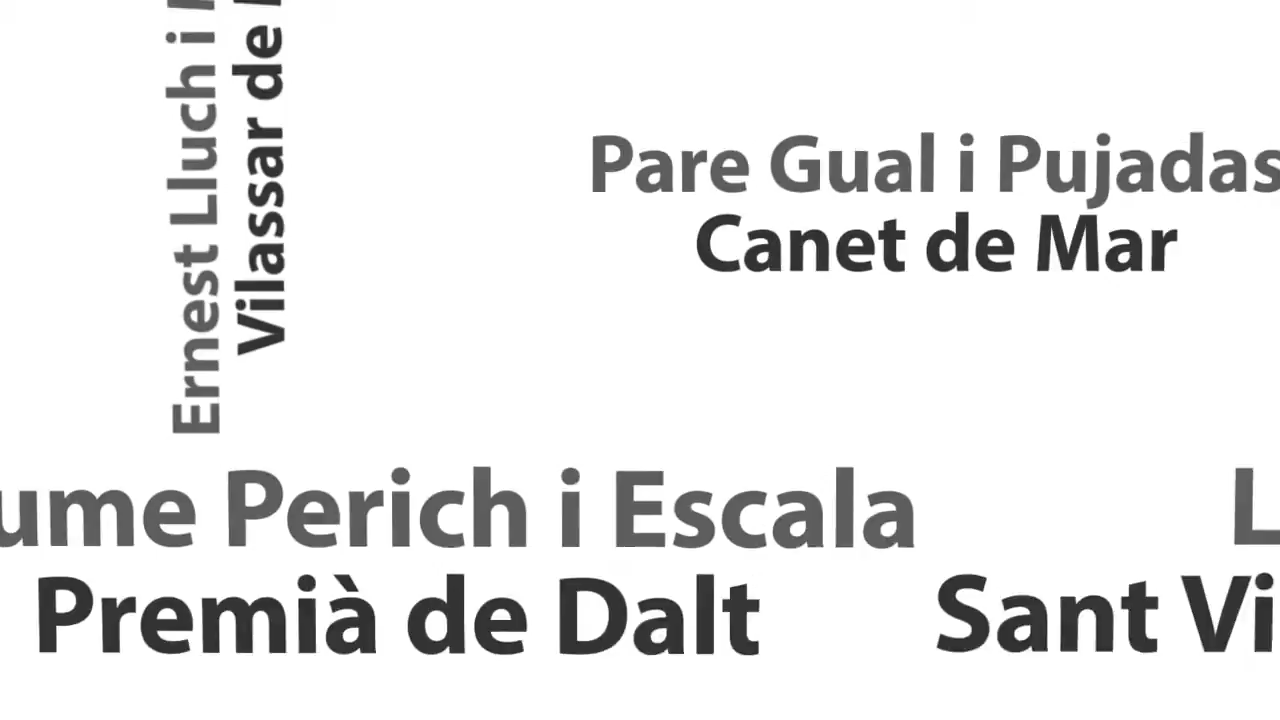 Ernest Lluch i
Vilassar de
Pare Gual i Pujadas
Canet de Mar
ume Perich i Escala
Premià de Dalt
L
Sant Vi